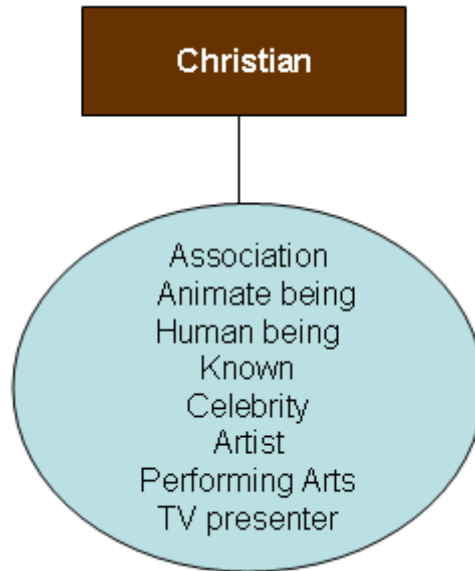 Christian
Association
Animate being
Human being
Known
Celebrity
Artist
Performing Arts
TV presenter